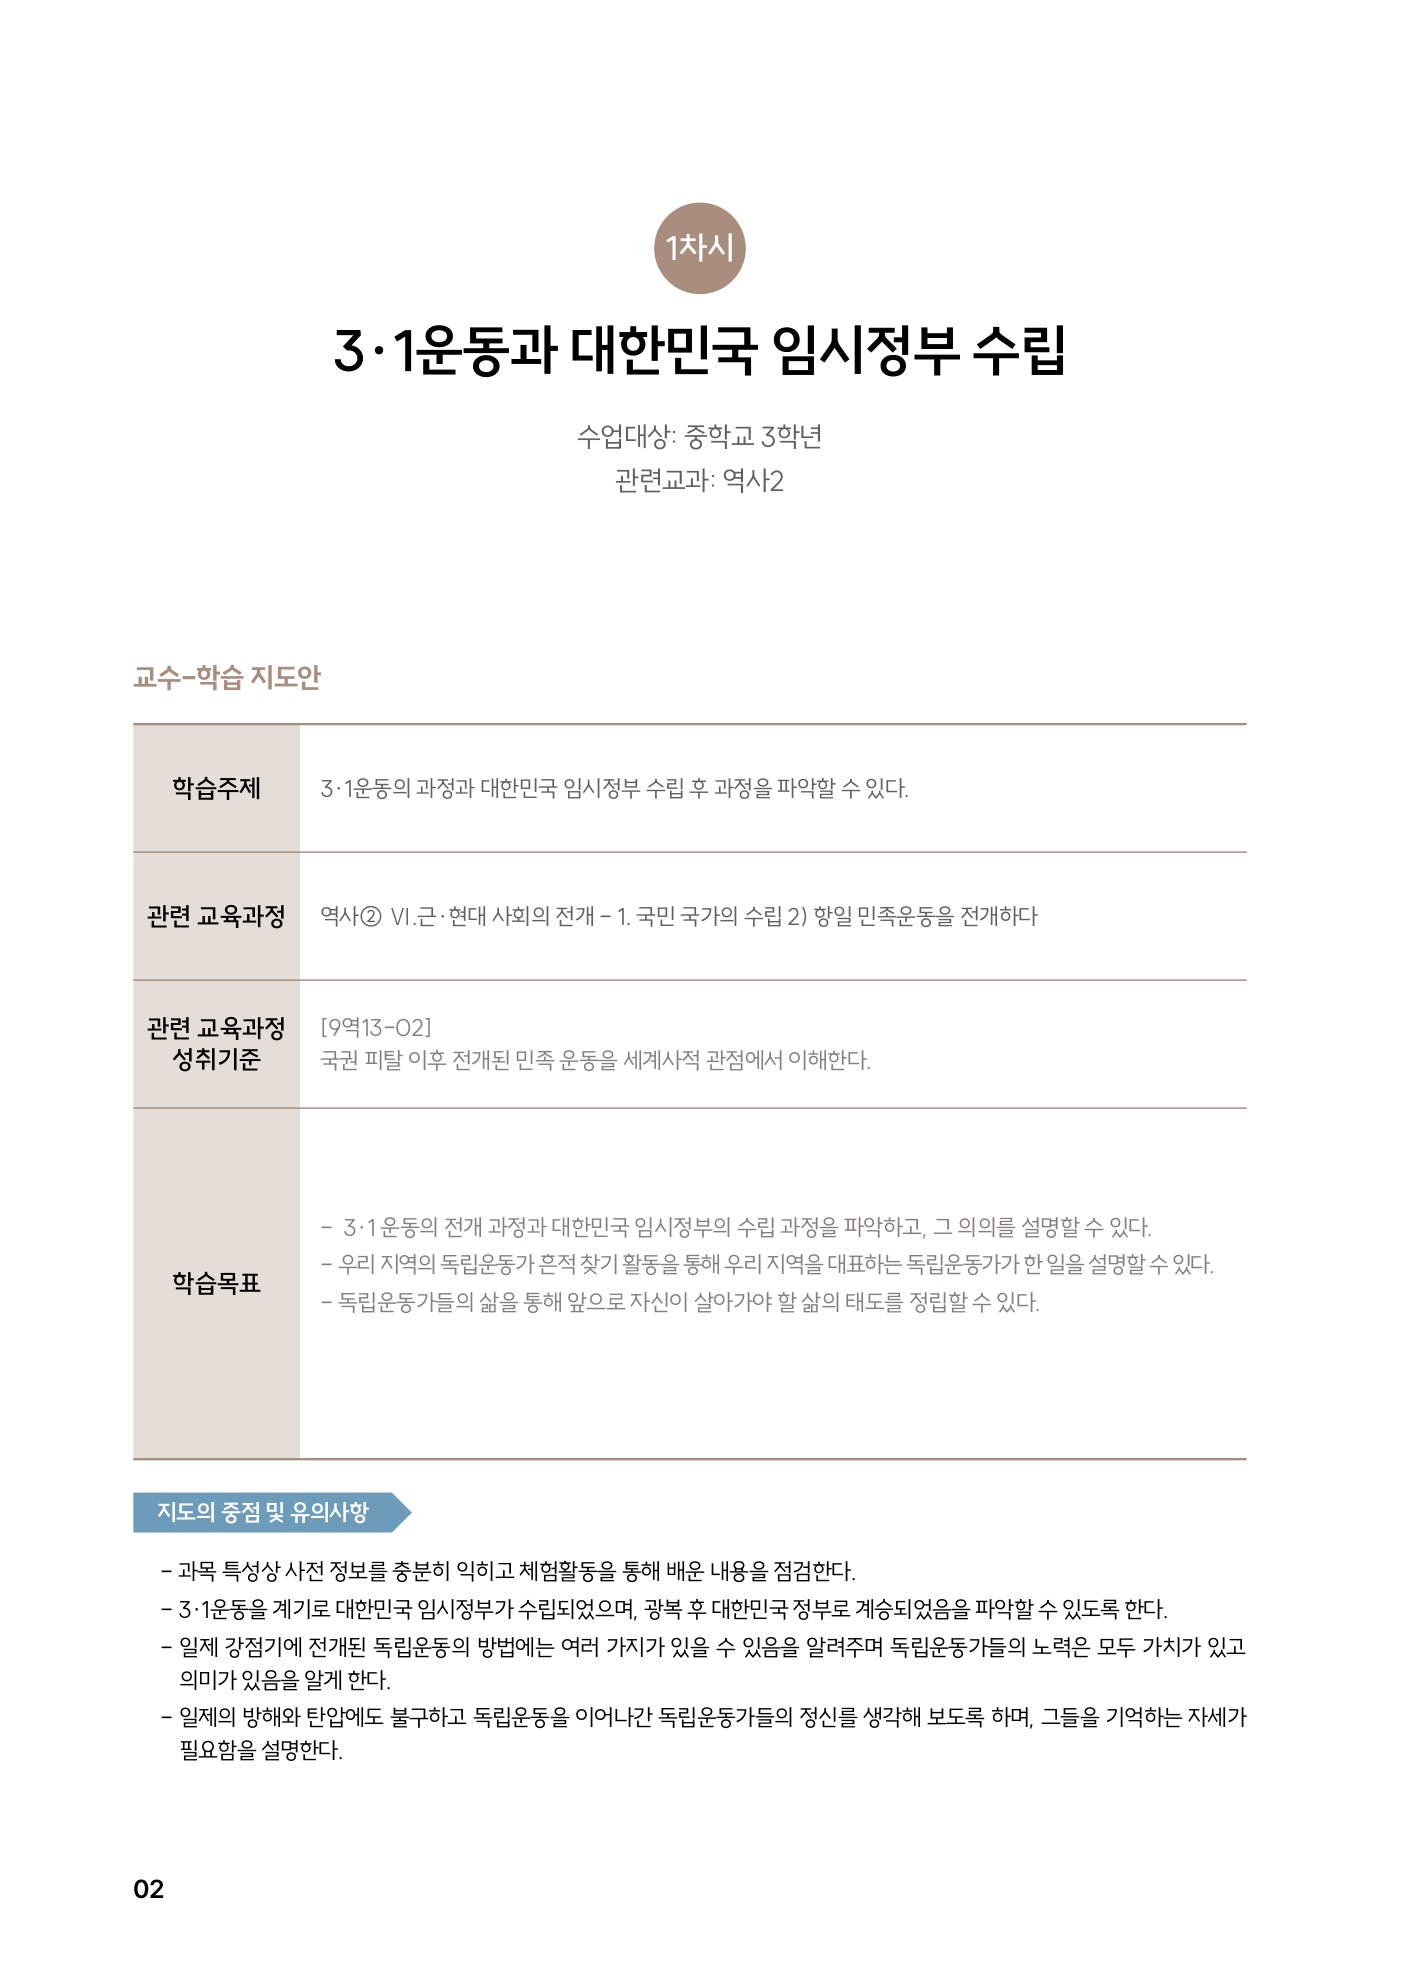 1차시
3·1운동과 대한민국 임시정부 수립
수업대상: 중학교 3학년
관련교과: 역사2
교수-학습 지도안
학습주제
3·1운동의 과정과 대한민국 임시정부 수립 후 과정을 파악할 수 있다.
관련 교육과정
역사② Ⅵ.근·현대 사회의 전개 - 1. 국민 국가의 수립 2) 항일 민족운동을 전개하다
관련 교육과정
성취기준
[9역13-02]
국권 피탈 이후 전개된 민족 운동을 세계사적 관점에서 이해한다.
학습목표
- 3·1 운동의 전개 과정과 대한민국 임시정부의 수립 과정을 파악하고, 그 의의를 설명할 수 있다.
- 우리 지역의 독립운동가 흔적 찾기 활동을 통해 우리 지역을 대표하는 독립운동가가 한 일을 설명할 수 있다.
- 독립운동가들의 삶을 통해 앞으로 자신이 살아가야 할 삶의 태도를 정립할 수 있다.
지도의 중점 및 유의사항
- 과목 특성상 사전 정보를 충분히 익히고 체험활동을 통해 배운 내용을 점검한다.
- 3·1운동을 계기로 대한민국 임시정부가 수립되었으며, 광복 후 대한민국 정부로 계승되었음을 파악할 수 있도록 한다.
- 일제 강점기에 전개된 독립운동의 방법에는 여러 가지가 있을 수 있음을 알려주며 독립운동가들의 노력은 모두 가치가 있고
의미가 있음을 알게 한다.
- 일제의 방해와 탄압에도 불구하고 독립운동을 이어나간 독립운동가들의 정신를 생각해 보도록 하며, 그들을 기억하는 자세가
필요함을 설명한다.
02